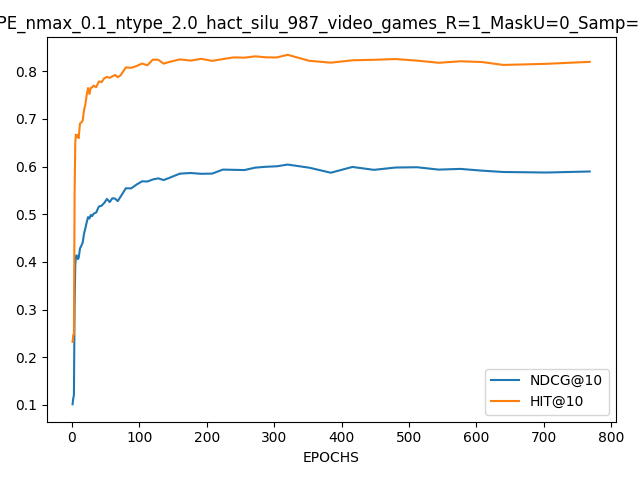 PE_nmax_0.1_ntype_2.0_hact_silu_987_video_games_R=1_MaskU=0_Samp=
0.8
0.7
0.6
0.5
0.4
0.3
0.2
0.1
NDCG@10
HIT@10
0 100 200 300 400 500 600 700 800
EPOCHS